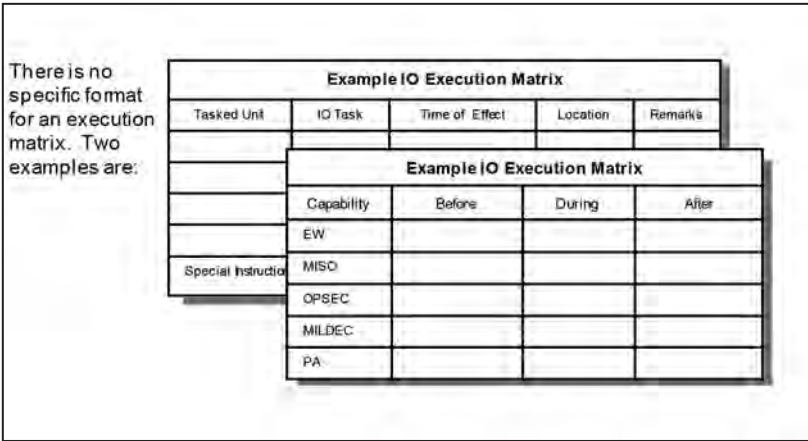 There is no
specific format
for an execution
matrix. Two
examples are:
Example IO Execution Matrix
Tasked Unit IO Task Time of Effect Location Remarks
Special Instructio
Example IO Execution Matrix
Capability Before During After
EW
MISO
OPSEC
MILDEC
PA